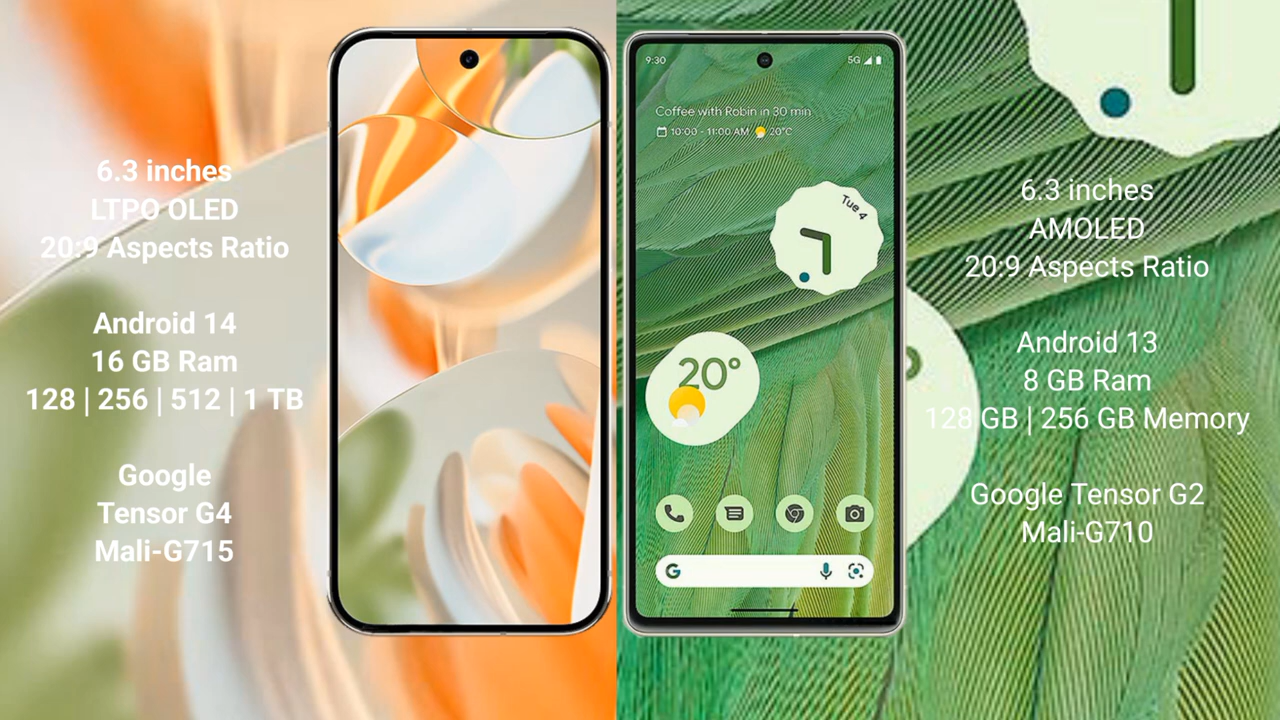 6.3 inches
LTPO OLED
20:9 Aspects Ratio
Android 14
16 GB Ram
128 | 256 | 512 | 1 TB
Google
Tensor G4
Mali-G715
9:30
5G
Coffee with Robin in 30 min
10:00 - 11:00 AM 20°C
Tue 4
20°
G
6.3 inches
AMOLED
20:9 Aspects Ratio
Android 13
8 GB Ram
128 GB | 256 GB Memory
Google Tensor G2
Mali-G710